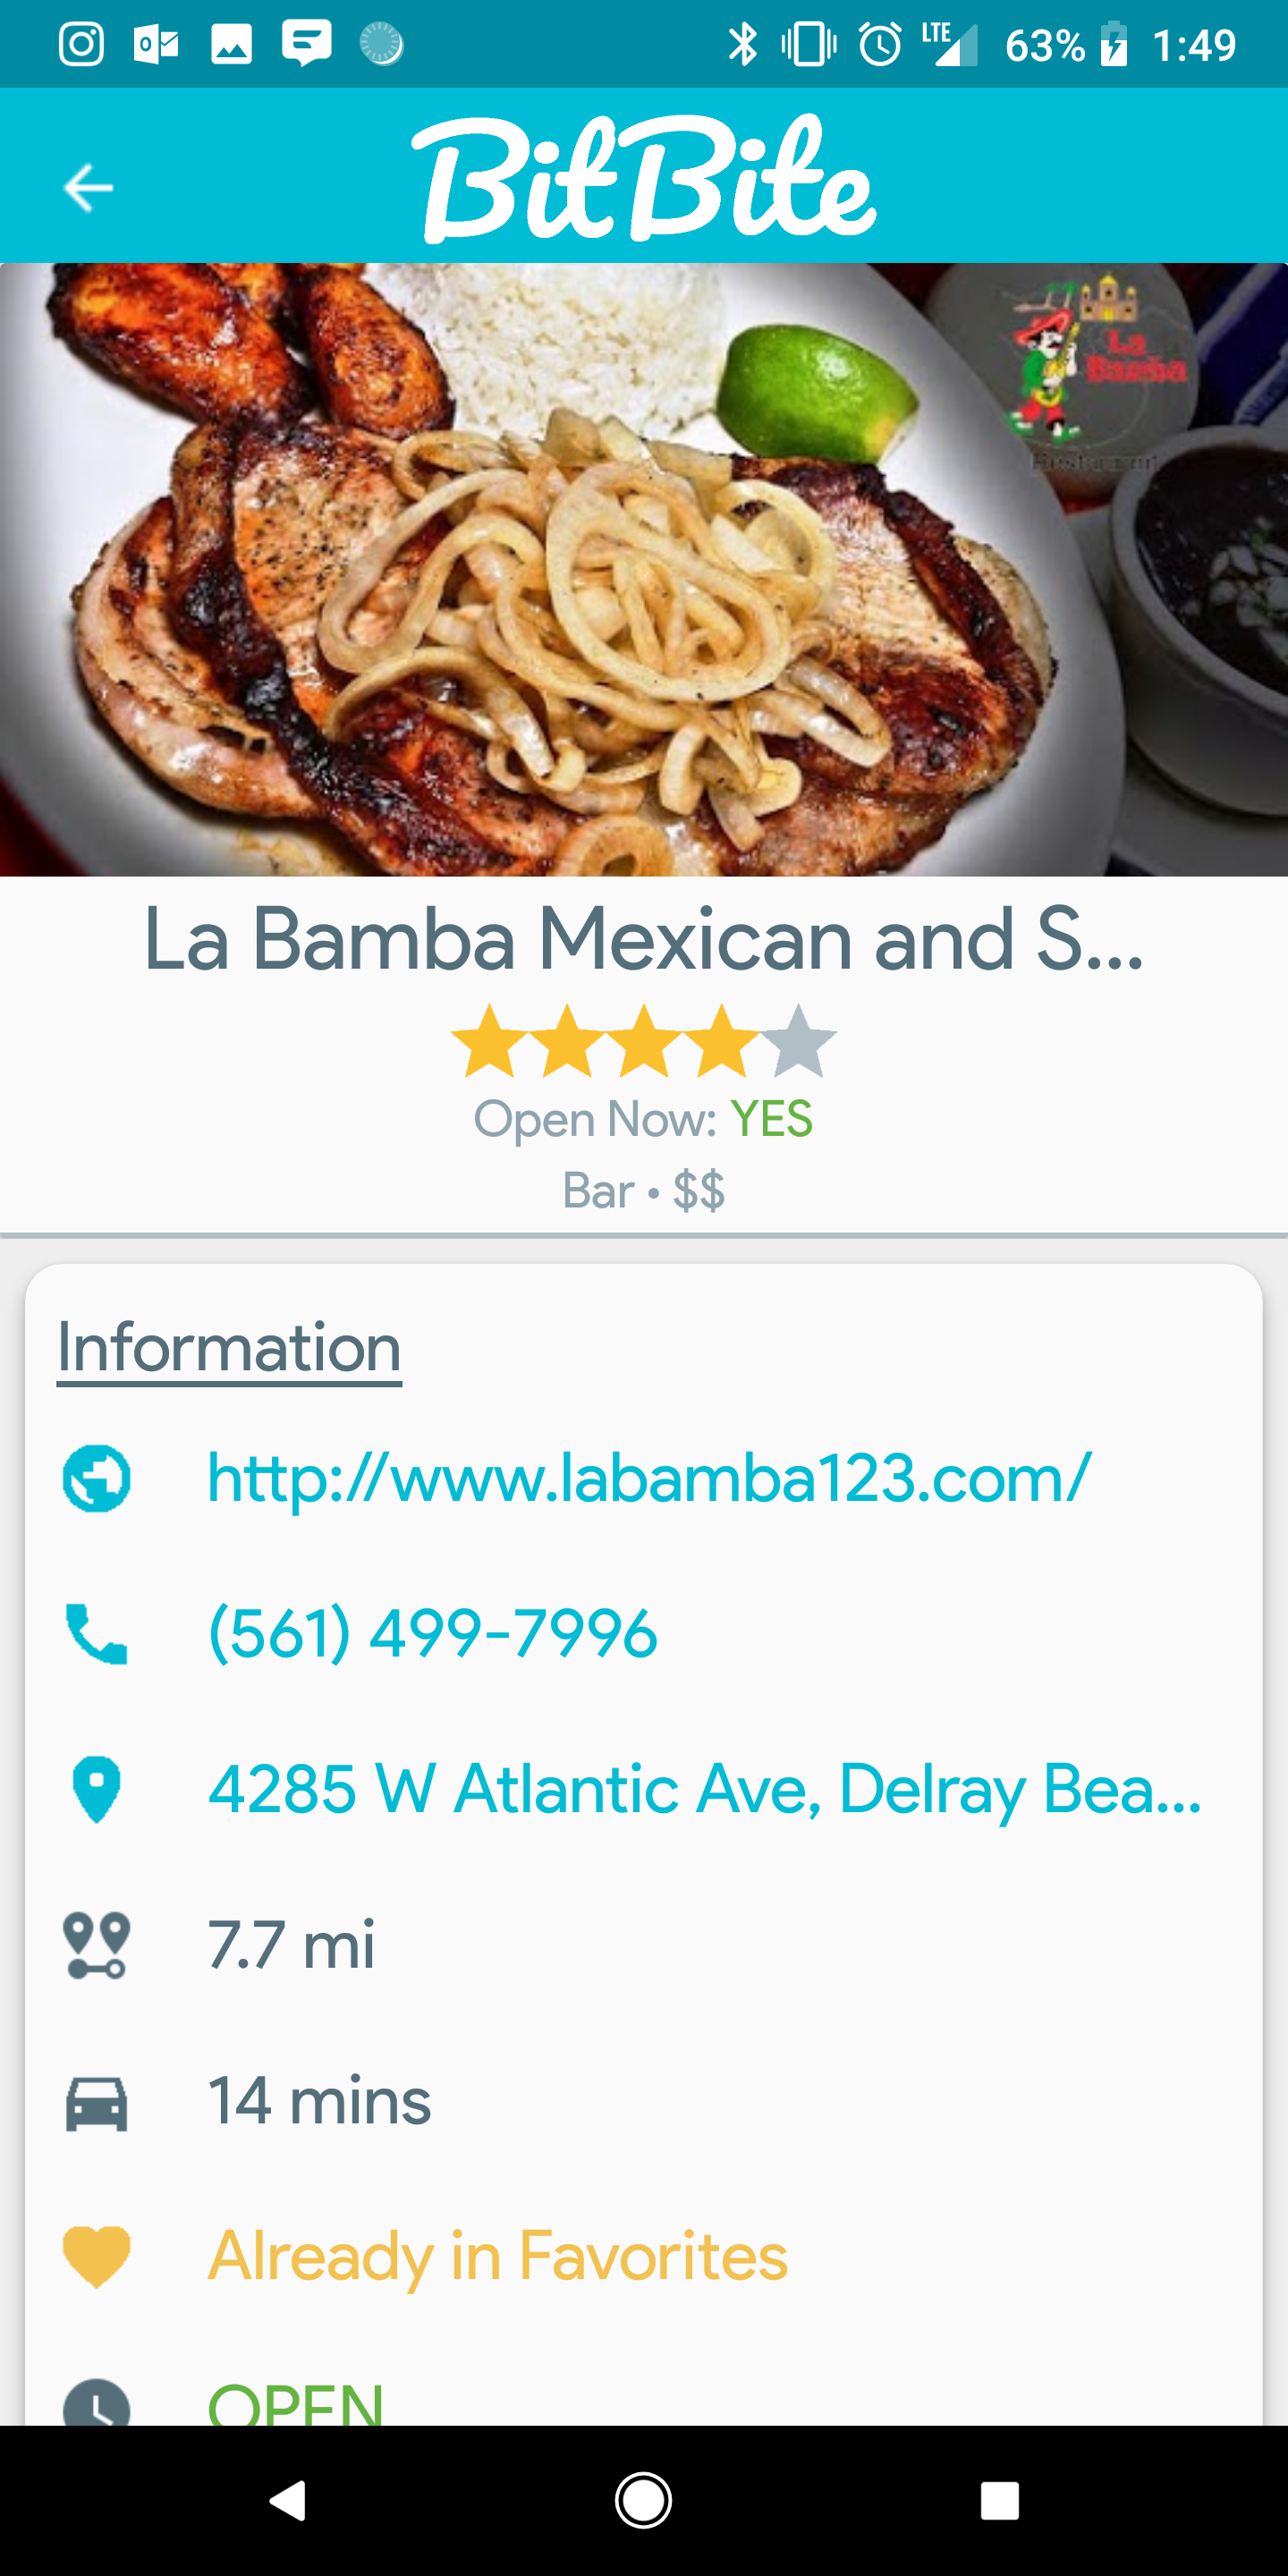 LTE 63% 1:49
BitBite
La
Bamba
Restaurant
La Bamba Mexican and S...
Open Now: YES
Bar • $$
Information
http://www.labamba123.com/
(561) 499-7996
4285 W Atlantic Ave, Delray Bea...
7.7 mi
14 mins
Already in Favorites
OPEN